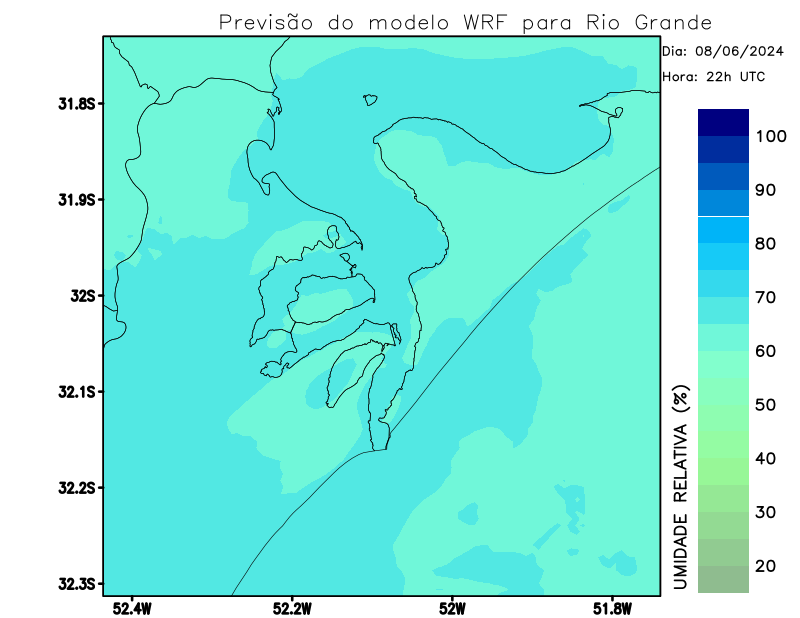 Previsão do modelo WRF para Rio Grande
Dia: 08/06/2024
Hora: 22h UTC
31.8S
31.9S
32S
32.1S
32.2S
32.3S
52.4W
52.2W
52W
51.8W
100
90
80
70
60
50
40
30
20
UMIDADE RELATIVA (%)